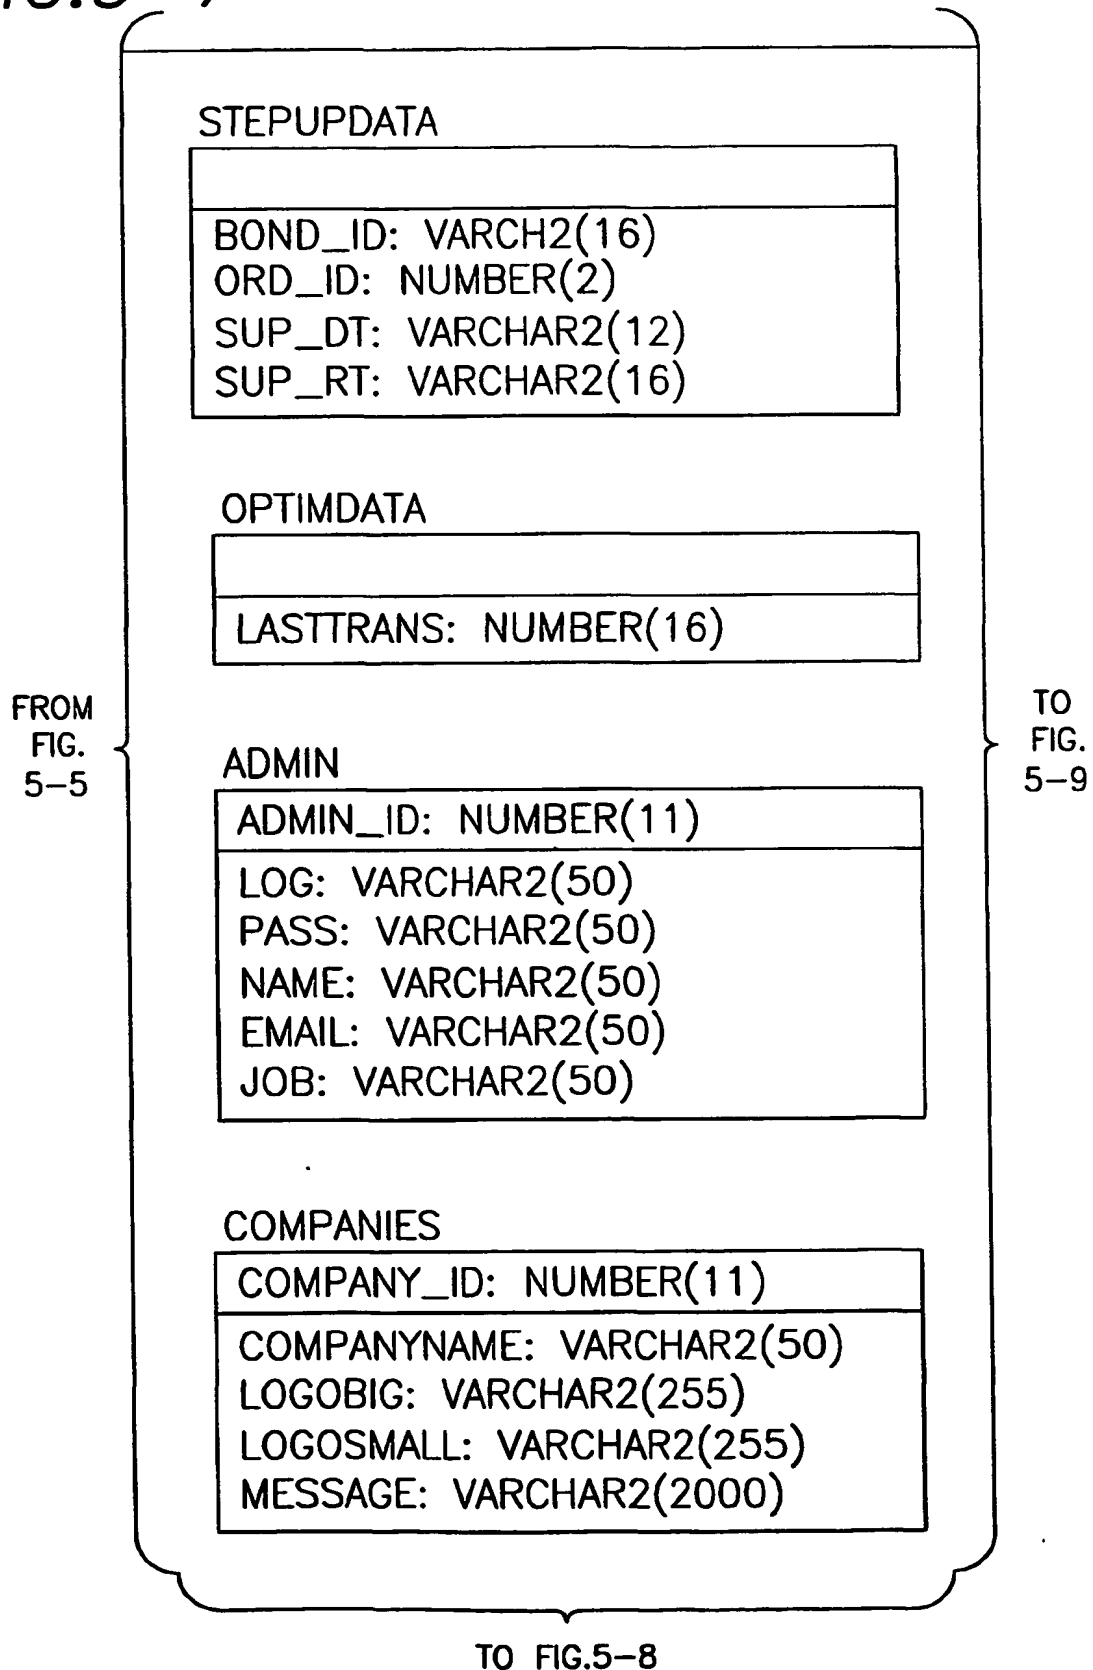 STEPUPDATA
BOND_ID: VARCH2(16)
ORD_ID: NUMBER(2)
SUP_DT: VARCHAR2(12)
SUP_RT: VARCHAR2(16)
OPTIMDATA
LASTTRANS: NUMBER(16)
FROM
FIG.
5-5
TO
FIG.
5-9
ADMIN
ADMIN_ID: NUMBER(11)
LOG: VARCHAR2(50)
PASS: VARCHAR2(50)
NAME: VARCHAR2(50)
EMAIL: VARCHAR2(50)
JOB: VARCHAR2(50)
COMPANIES
COMPANY_ID: NUMBER(11)
COMPANYNAME: VARCHAR2(50)
LOGOBIG: VARCHAR2(255)
LOGOSMALL: VARCHAR2(255)
MESSAGE: VARCHAR2(2000)
TO FIG.5-8